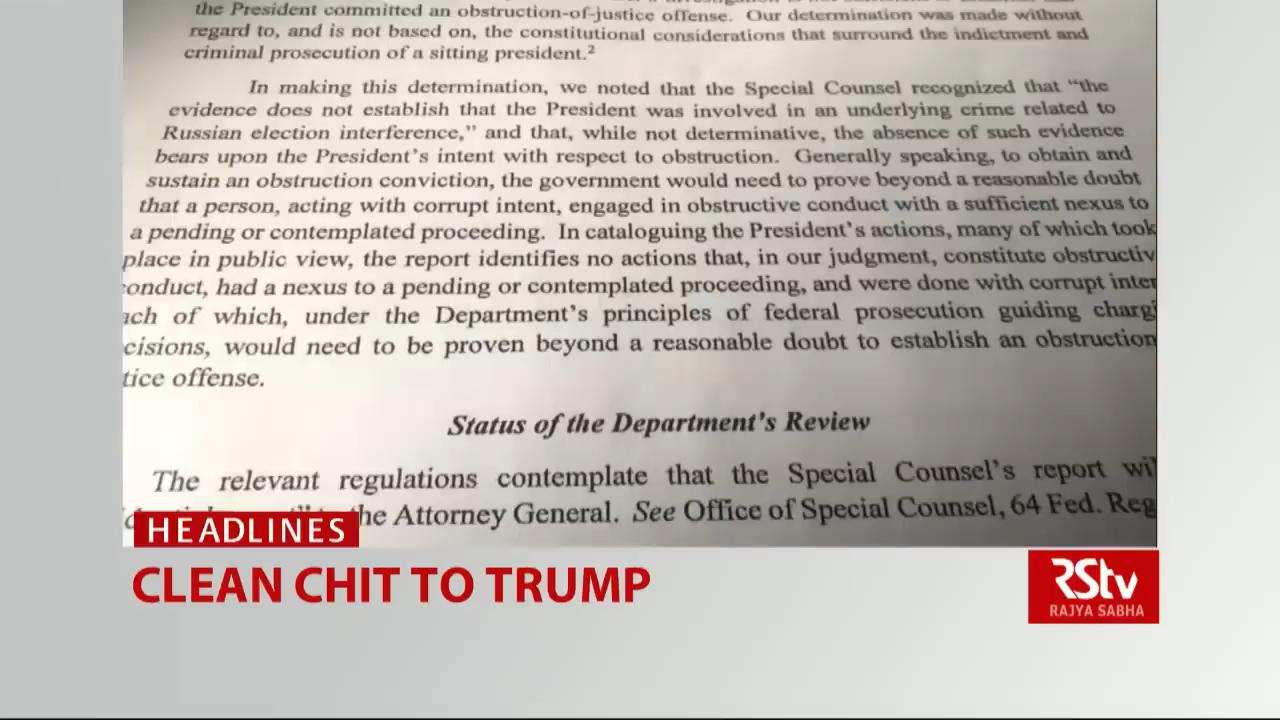 the President committed an obstruction-of-justice offense. Our determination was made without
regard to, and is not based on, the constitutional considerations that surround the indictment and
criminal prosecution of a sitting president.2
In making this determination, we noted that the Special Counsel recognized that “the
evidence does not establish that the President was involved in an underlying crime related to
Russian election interference,” and that, while not determinative, the absence of such evidence
bears upon the President’s intent with respect to obstruction. Generally speaking, to obtain and
sustain an obstruction conviction, the government would need to prove beyond a reasonable doubt
that a person, acting with corrupt intent, engaged in obstructive conduct with a sufficient nexus to
a pending or contemplated proceeding. In cataloguing the President’s actions, many of which took
place in public view, the report identifies no actions that, in our judgment, constitute obstructiv
onduct, had a nexus to a pending or contemplated proceeding, and were done with corrupt inter
ach of which, under the Department’s principles of federal prosecution guiding chargi
cisions, would need to be proven beyond a reasonable doubt to establish an obstruction
tice offense.
Status of the Department’s Review
The relevant regulations contemplate that the Special Counsel’s report wil
the Attorney General. See Office of Special Counsel, 64 Fed. Reg
HEADLINES
CLEAN CHIT TO TRUMP
RStv
RAJYA SABHA